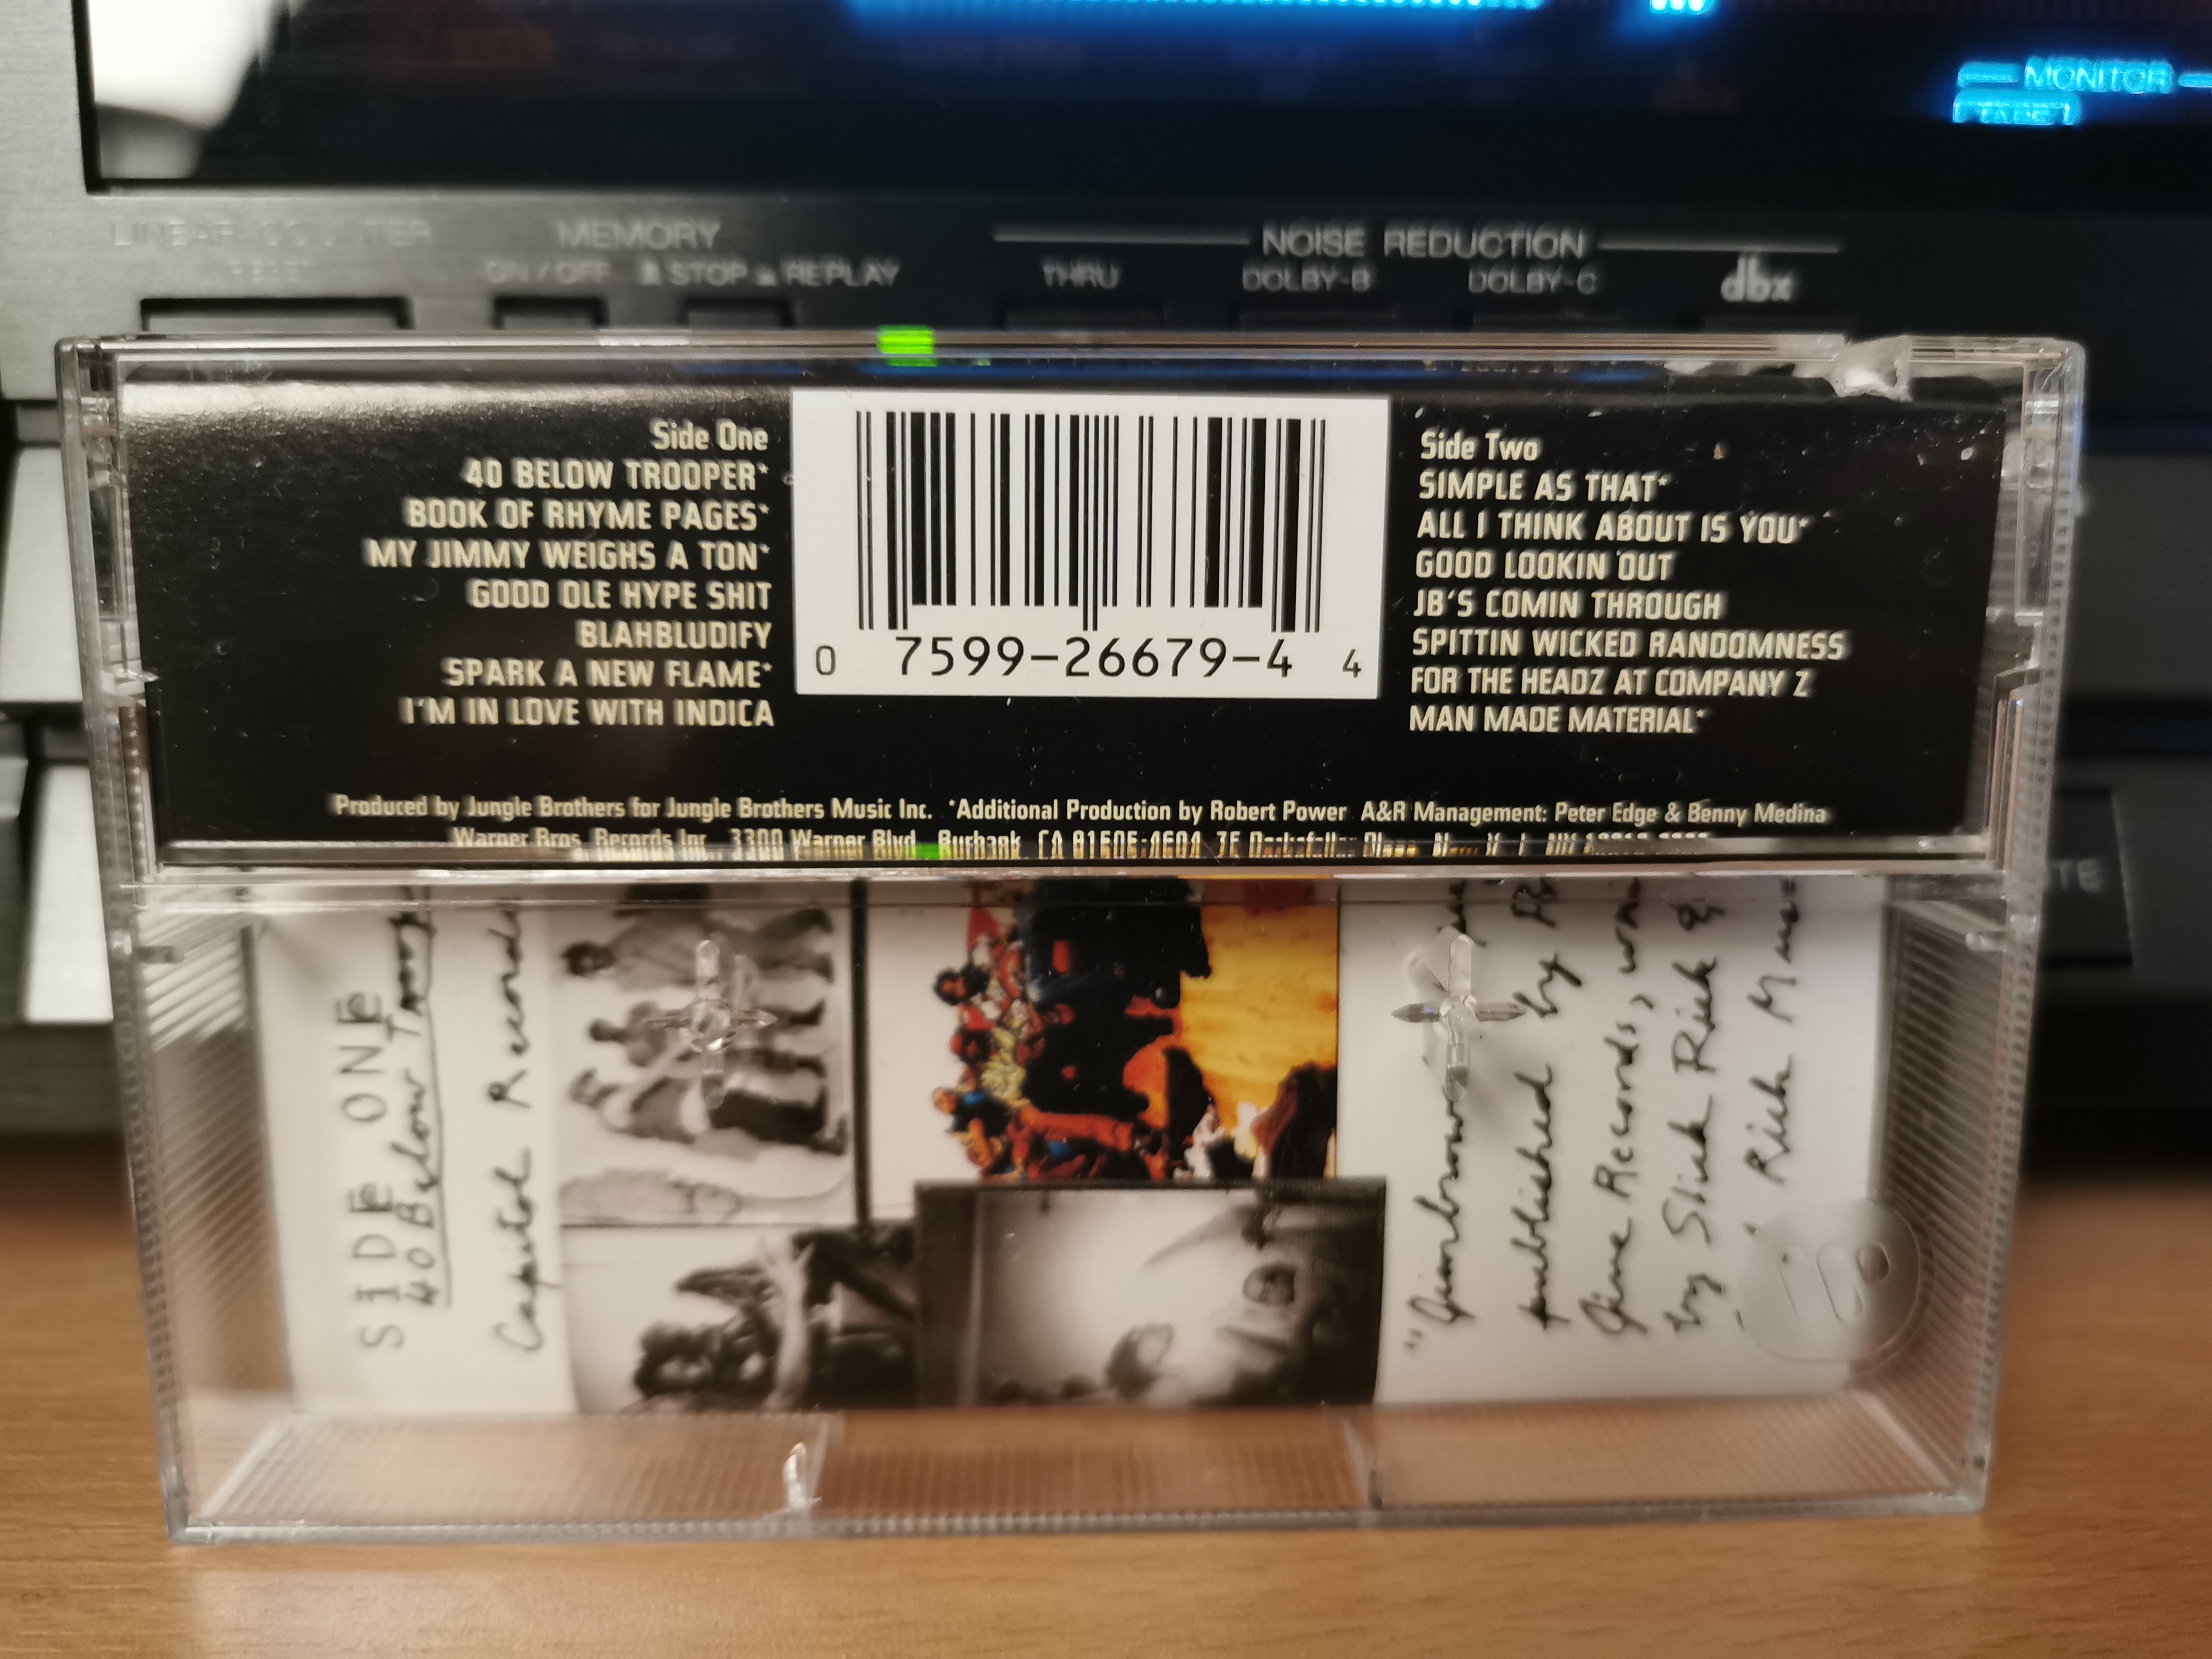 MONITOR
TAPE 1
LINEAR COUNTER
RESET
MEMORY
ON / OFF STOP REPLAY
NOISE REDUCTION
THRU DOLBY-B DOLBY-C dbx
Side One
40 BELOW TROOPER*
BOOK OF RHYME PAGES*
MY JIMMY WEIGHS A TON*
GOOD OLE HYPE SHIT
BLAHBLUDIFY
SPARK A NEW FLAME*
I'M IN LOVE WITH INDICA
0 7599-26679-4 4
Side Two
SIMPLE AS THAT*
ALL I THINK ABOUT IS YOU*
GOOD LOOKIN OUT
JB'S COMIN THROUGH
SPITTIN WICKED RANDOMNESS
FOR THE HEADZ AT COMPANY Z
MAN MADE MATERIAL*
Produced by Jungle Brothers for Jungle Brothers Music Inc. *Additional Production by Robert Power A&R Management: Peter Edge & Benny Medina
Warner Bros. Records Inc. 3300 Warner Blvd. Burbank, CA
SIDE ONE
40 Below
Capitol
published by
Jive Records,
by Slick Rick &
Rick